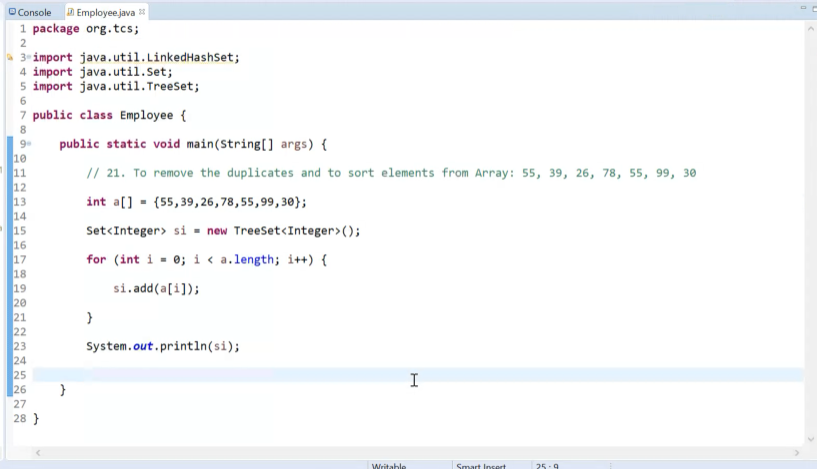 Console Employee.java
1 package org.tcs;
2
3 import java.util.LinkedHashSet;
4 import java.util.Set;
5 import java.util.TreeSet;
6
7 public class Employee {
8
9 public static void main(String[] args) {
10
11 // 21. To remove the duplicates and to sort elements from Array: 55, 39, 26, 78, 55, 99, 30
12
13 int a[] = {55,39,26,78,55,99,30};
14
15 Set<Integer> si = new TreeSet<Integer>();
16
17 for (int i = 0; i < a.length; i++) {
18
19 si.add(a[i]);
20
21 }
22
23 System.out.println(si);
24
25
26 }
27
28 }
Writable Smart Insert 25 : 9